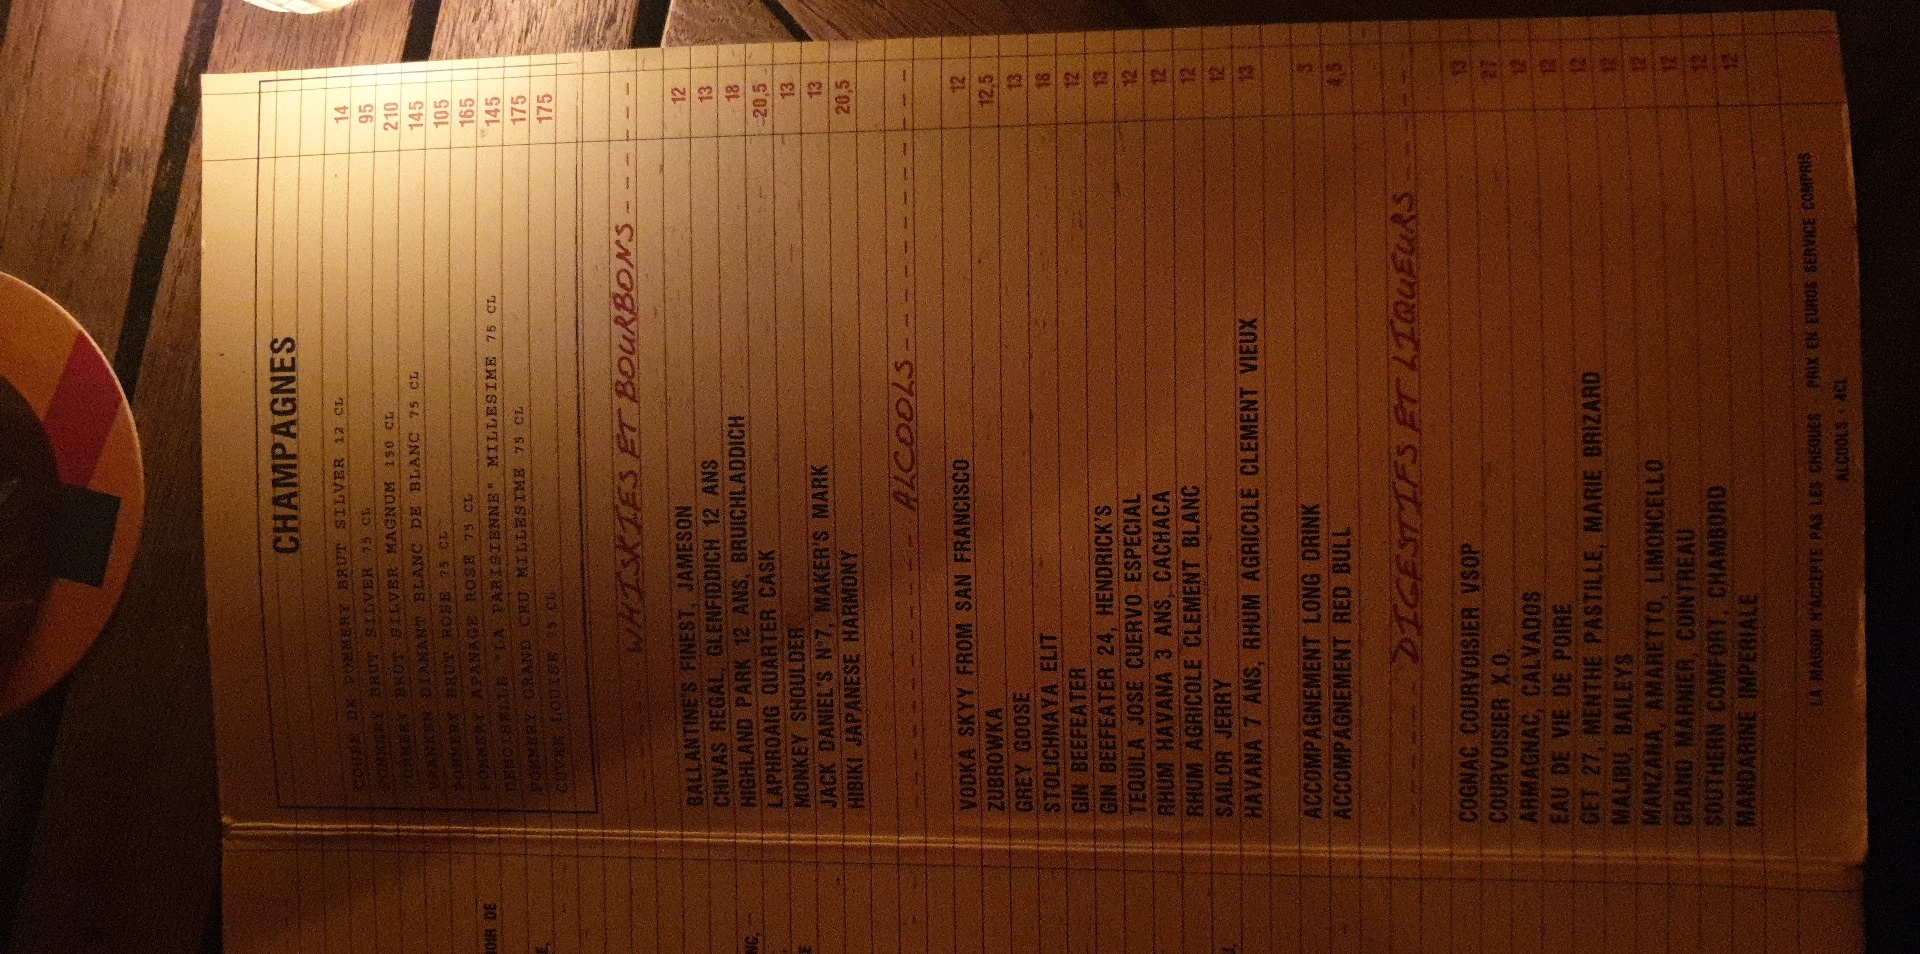 CHAMPAGNES
COUPE DE POMMERY BRUT SILVER 12 CL 14
POMMERY BRUT SILVER 75 CL 95
POMMERY BRUT SILVER MAGNUM 150 CL 210
VRANKEN DIAMANT BLANC DE BLANC 75 CL 145
POMMERY BRUT ROSE 75 CL 105
POMMERY APANAGE ROSE 75 CL 165
DEMOISELLE "LA PARISIENNE" MILLESIME 75 CL 145
POMMERY GRAND CRU MILLESIME 75 CL 175
CUVEE LOUISE 75 CL 175
WHISKIES ET BOURBONS
BALLANTINE'S FINEST, JAMESON 12
CHIVAS REGAL, GLENFIDDICH 12 ANS 13
HIGHLAND PARK 12 ANS, BRUICHLADDICH 18
LAPHROAIG QUARTER CASK 20,5
MONKEY SHOULDER 13
JACK DANIEL'S N°7, MAKER'S MARK 13
HIBIKI JAPANESE HARMONY 20,5
ALCOOLS
VODKA SKYY FROM SAN FRANCISCO 12
ZUBROWKA 12,5
GREY GOOSE 13
STOLICHNAYA ELIT 18
GIN BEEFEATER 12
GIN BEEFEATER 24, HENDRICK'S 13
TEQUILA JOSE CUERVO ESPECIAL 12
RHUM HAVANA 3 ANS, CACHACA 12
RHUM AGRICOLE CLEMENT BLANC 12
SAILOR JERRY 12
HAVANA 7 ANS, RHUM AGRICOLE CLEMENT VIEUX 13
ACCOMPAGNEMENT LONG DRINK 3
ACCOMPAGNEMENT RED BULL 4,5
DIGESTIFS ET LIQUEURS
COGNAC COURVOISIER VSOP 13
COURVOISIER X.O. 27
ARMAGNAC, CALVADOS 12
EAU DE VIE DE POIRE 12
GET 27, MENTHE PASTILLE, MARIE BRIZARD 12
MALIBU, BAILEYS 12
MANZANA, AMARETTO, LIMONCELLO 12
GRAND MARNIER, COINTREAU 12
SOUTHERN COMFORT, CHAMBORD 12
MANDARINE IMPERIALE 12
LA MAISON N'ACCEPTE PAS LES CHEQUES PRIX EN EUROS SERVICE COMPRIS
ALCOOLS : 4CL